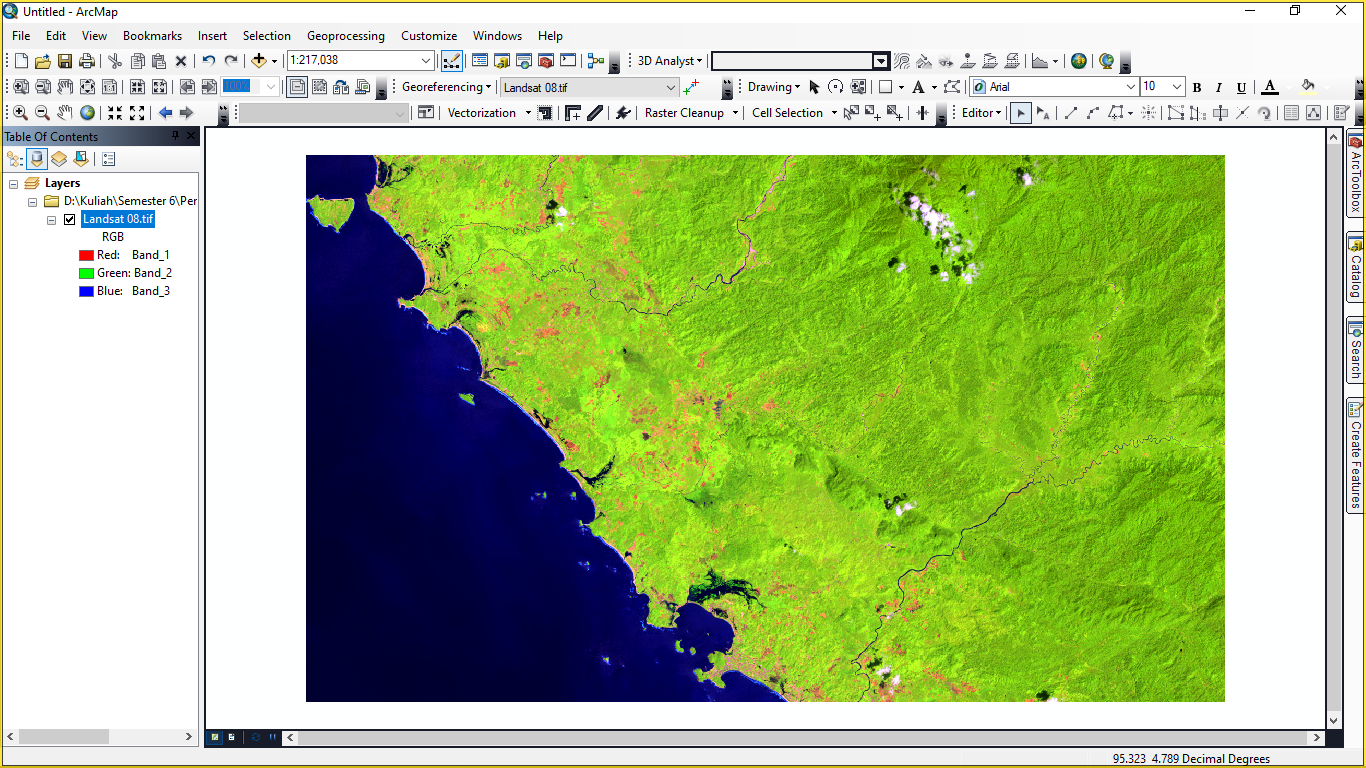 Untitled - ArcMap
File Edit View Bookmarks Insert Selection Geoprocessing Customize Windows Help
1:217,038 3D Analyst
100% Georeferencing Landsat 08.tif Drawing A Arial 10 B I U A
Vectorization Raster Cleanup Cell Selection Editor
Table Of Contents
Layers
D:\Kuliah\Semester 6\Per
Landsat 08.tif
RGB
Red: Band_1
Green: Band_2
Blue: Band_3
ArcToolbox
Catalog
Search
Create Features
95.323 4.789 Decimal Degrees